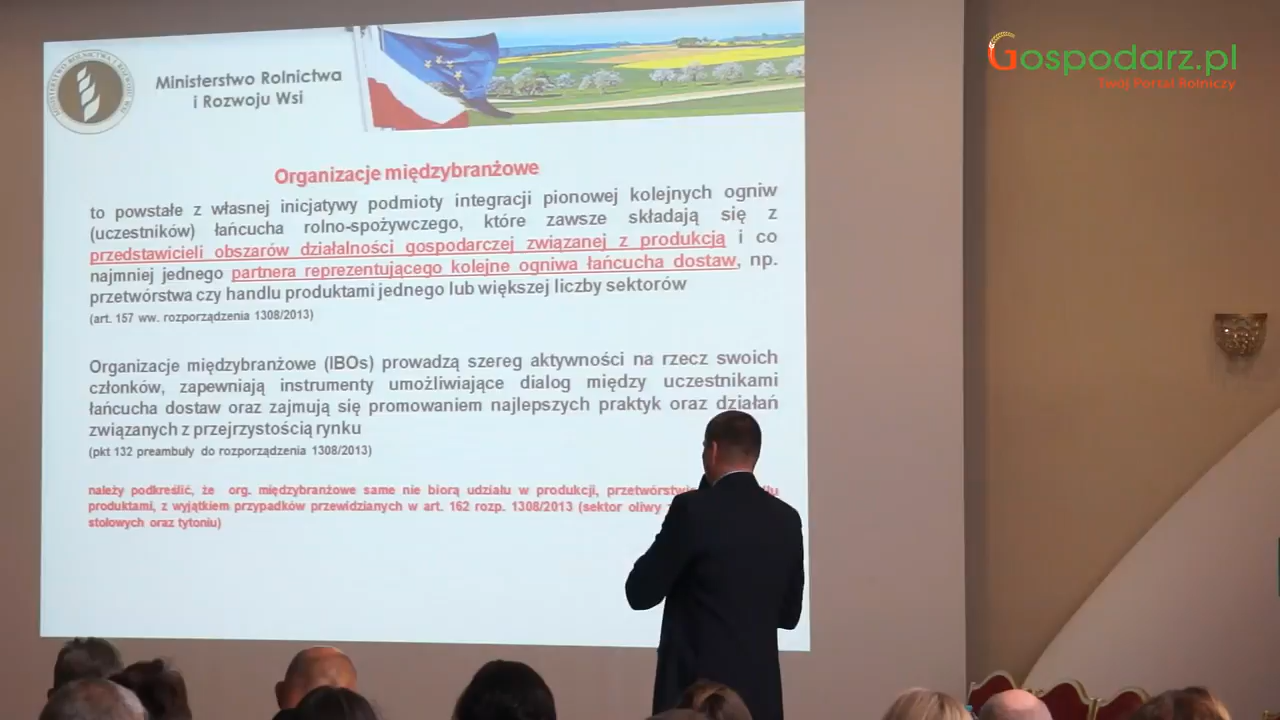 Gospodarz.pl
Twój Portal Rolniczy
MINISTERSTWO ROLNICTWA I ROZWOJU WSI
Ministerstwo Rolnictwa
i Rozwoju Wsi
Organizacje międzybranżowe
to powstałe z własnej inicjatywy podmioty integracji pionowej kolejnych ogniw
(uczestników) łańcucha rolno-spożywczego, które zawsze składają się z
przedstawicieli obszarów działalności gospodarczej związanej z produkcją i co
najmniej jednego partnera reprezentującego kolejne ogniwa łańcucha dostaw, np.
przetwórstwa czy handlu produktami jednego lub większej liczby sektorów
(art. 157 ww. rozporządzenia 1308/2013)
Organizacje międzybranżowe (IBOs) prowadzą szereg aktywności na rzecz swoich
członków, zapewniają instrumenty umożliwiające dialog między uczestnikami
łańcucha dostaw oraz zajmują się promowaniem najlepszych praktyk oraz działań
związanych z przejrzystością rynku
(pkt 132 preambuły do rozporządzenia 1308/2013)
należy podkreślić, że org. międzybranżowe same nie biorą udziału w produkcji,
produktami, z wyjątkiem przypadków przewidzianych w art. 162 rozp. 1308/2013 (sektor oliwy
stolowych oraz tytoniu)